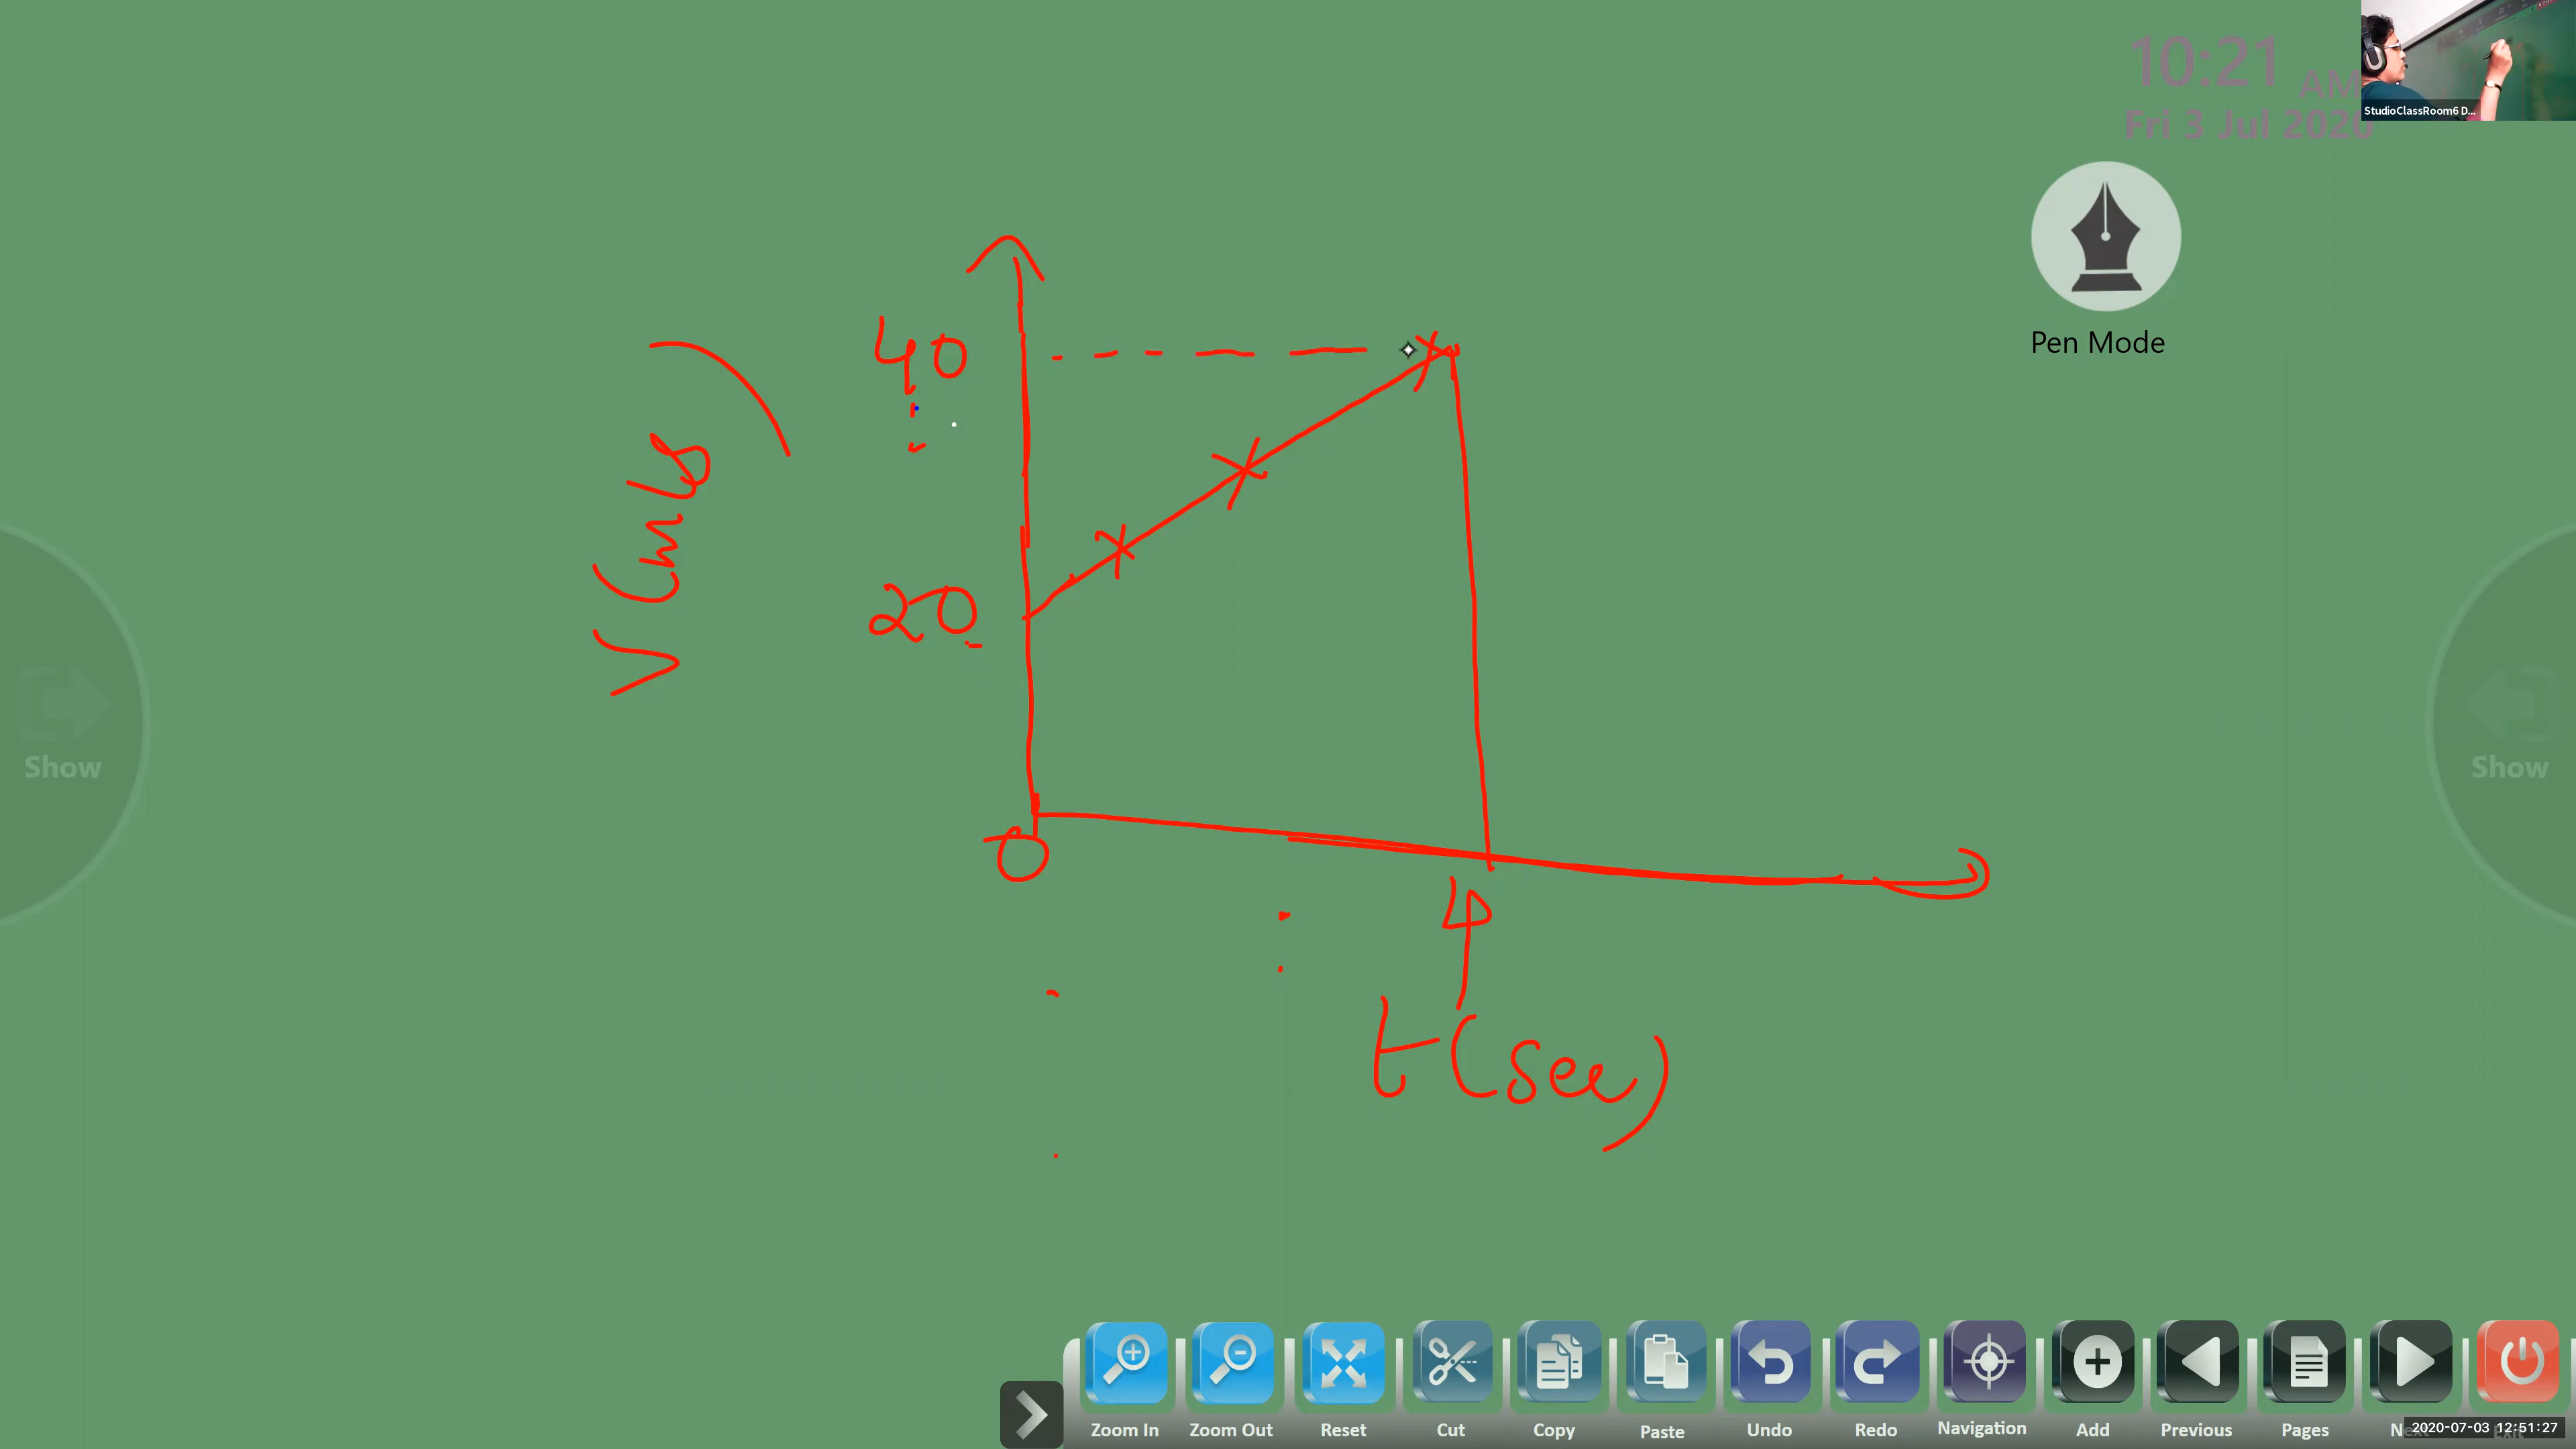 10:21 AM
Fri 3 Jul 2020
StudioClassRoom6 D...
Pen Mode
40
V (m/s)
20
Show
Show
0
4
t (sec)
Zoom In
Zoom Out
Reset
Cut
Copy
Paste
Undo
Redo
Navigation
Add
Previous
Pages
2020-07-03 12:51:27